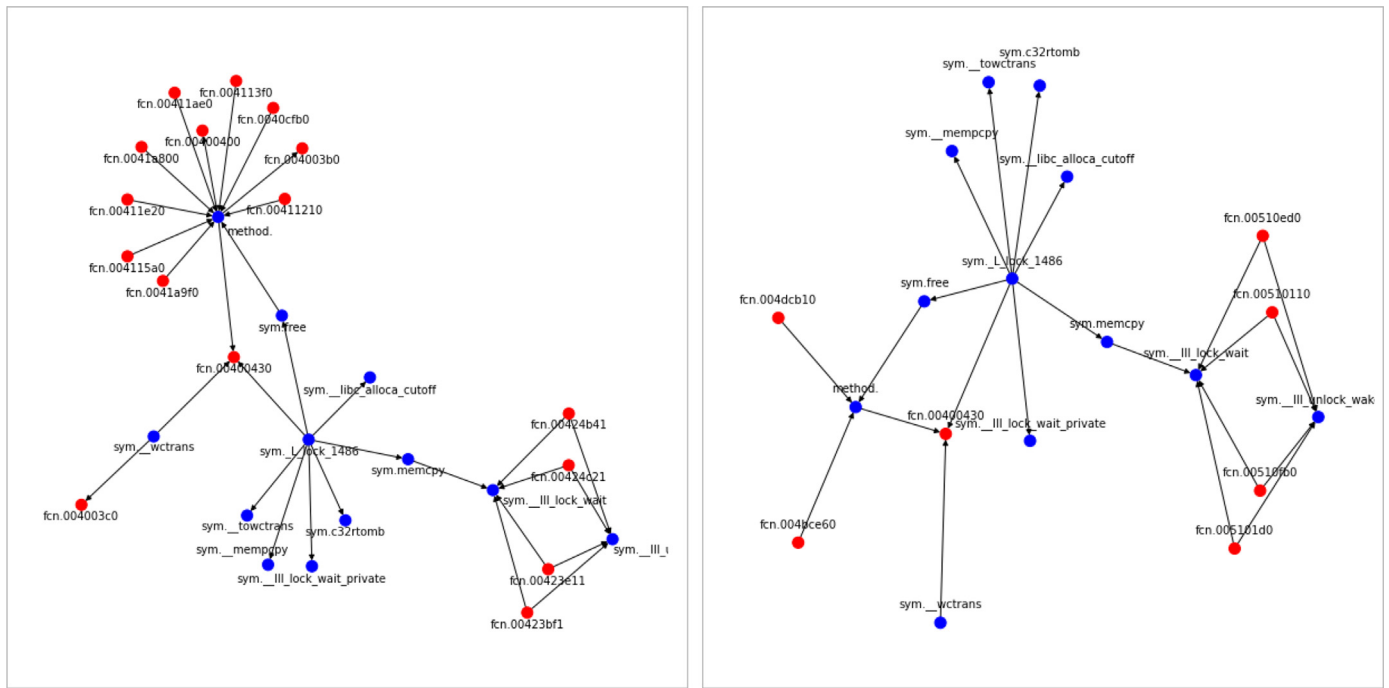 fcn.004113f0
fcn.00411ae0
fcn.0040cfb0
fcn.00400400
fcn.0041a800
fcn.004003b0
fcn.00411e20
fcn.00411210
method.
fcn.004115a0
fcn.0041a9f0
sym.free
fcn.00400430
sym.__libc_alloca_cutoff
fcn.00424b41
sym.__wctrans
sym._L_lock_1486
sym.memcpy
fcn.00424c21
sym.__lll_lock_wait
fcn.004003c0
sym.__towctrans
sym.c32rtomb
sym.__mempcpy
sym.__lll_u
sym.__lll_lock_wait_private
fcn.00423e11
fcn.00423bf1
sym.c32rtomb
sym.__towctrans
sym.__mempcpy
sym.__libc_alloca_cutoff
fcn.00510ed0
sym._L_lock_1486
sym.free
fcn.004dcb10
fcn.00510110
sym.memcpy
sym.__lll_lock_wait
method.
sym.__lll_unlock_wak
fcn.00400430
sym.__lll_lock_wait_private
fcn.00510fb0
fcn.004bce60
fcn.005101d0
sym.__wctrans